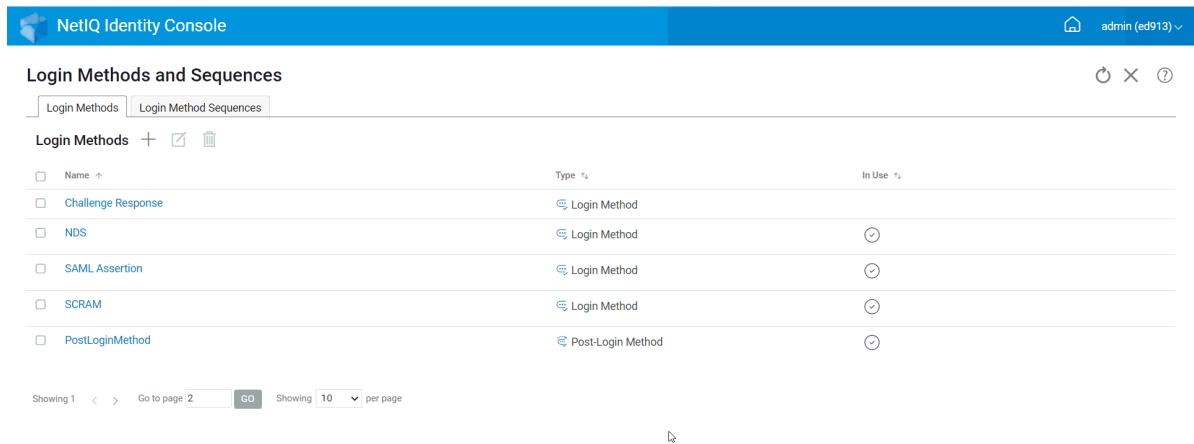 NetIQ Identity Console admin (ed913)
Login Methods and Sequences
Login Methods Login Method Sequences
Login Methods
Name Type In Use
Challenge Response Login Method
NDS Login Method
SAML Assertion Login Method
SCRAM Login Method
PostLoginMethod Post-Login Method
Showing 1 Go to page 2 GO Showing 10 per page